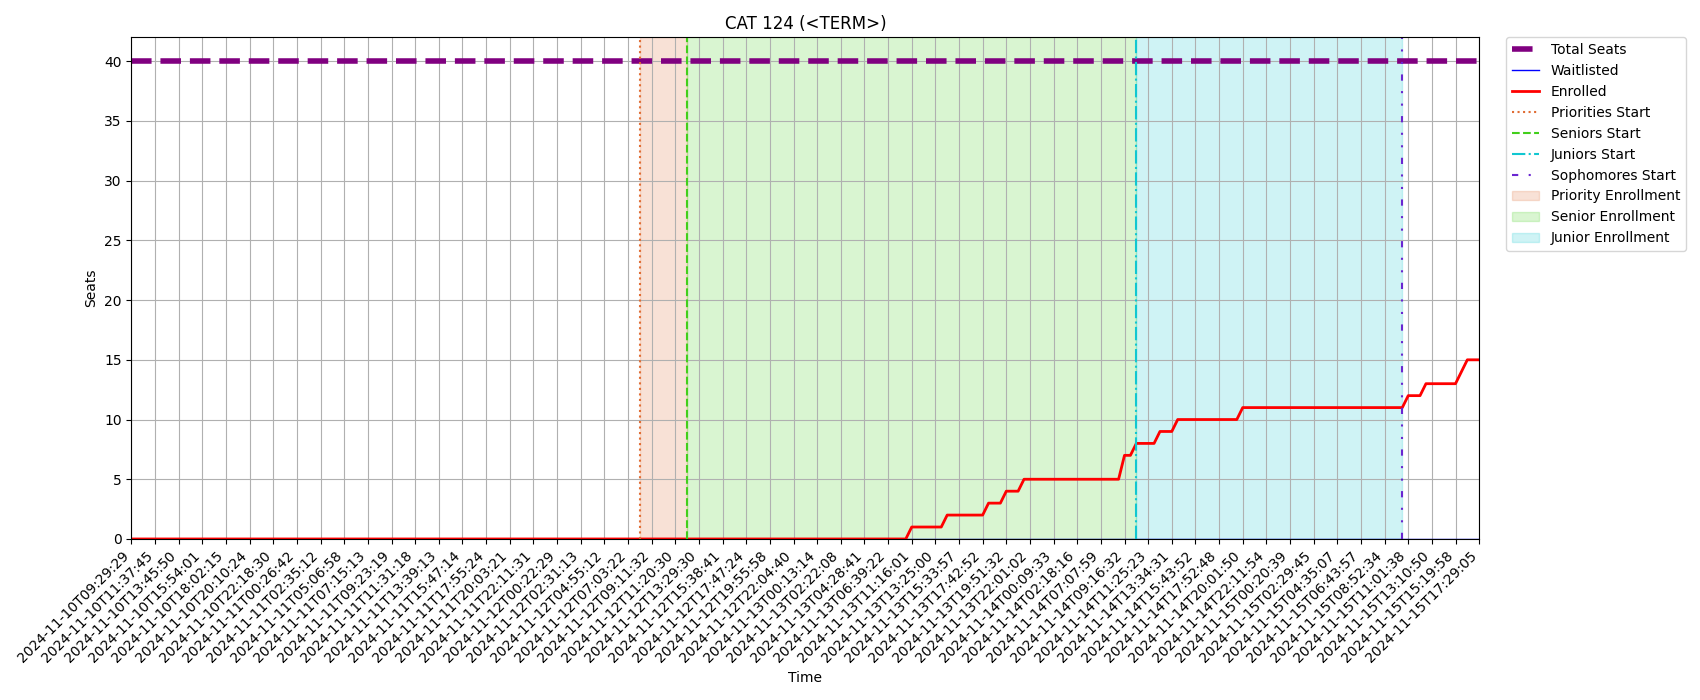 CAT 124 (<TERM>)
Total Seats
Waitlisted
Enrolled
Priorities Start
Seniors Start
Juniors Start
Sophomores Start
Priority Enrollment
Senior Enrollment
Junior Enrollment
Seats
40
35
30
25
20
15
10
5
0
2024-11-10T09:29:29
2024-11-10T11:37:45
2024-11-10T13:45:50
2024-11-10T15:54:01
2024-11-10T18:02:15
2024-11-10T20:10:24
2024-11-10T22:18:30
2024-11-11T00:26:42
2024-11-11T02:35:12
2024-11-11T05:06:58
2024-11-11T07:15:13
2024-11-11T09:23:19
2024-11-11T11:31:18
2024-11-11T13:39:13
2024-11-11T15:47:14
2024-11-11T17:55:24
2024-11-11T20:03:21
2024-11-11T22:11:31
2024-11-12T00:22:29
2024-11-12T02:31:13
2024-11-12T04:55:12
2024-11-12T07:03:22
2024-11-12T09:11:32
2024-11-12T11:20:30
2024-11-12T13:29:30
2024-11-12T15:38:41
2024-11-12T17:47:24
2024-11-12T19:55:58
2024-11-12T22:04:40
2024-11-13T00:13:14
2024-11-13T02:22:08
2024-11-13T04:28:41
2024-11-13T06:39:22
2024-11-13T11:16:01
2024-11-13T13:25:00
2024-11-13T15:33:57
2024-11-13T17:42:52
2024-11-13T19:51:32
2024-11-13T22:01:02
2024-11-14T00:09:33
2024-11-14T02:18:16
2024-11-14T07:07:59
2024-11-14T09:16:32
2024-11-14T11:25:23
2024-11-14T13:34:31
2024-11-14T15:43:52
2024-11-14T17:52:48
2024-11-14T20:01:50
2024-11-14T22:11:54
2024-11-15T00:20:39
2024-11-15T02:29:45
2024-11-15T04:35:07
2024-11-15T06:43:57
2024-11-15T08:52:34
2024-11-15T11:01:38
2024-11-15T13:10:50
2024-11-15T15:19:58
2024-11-15T17:29:05
Time